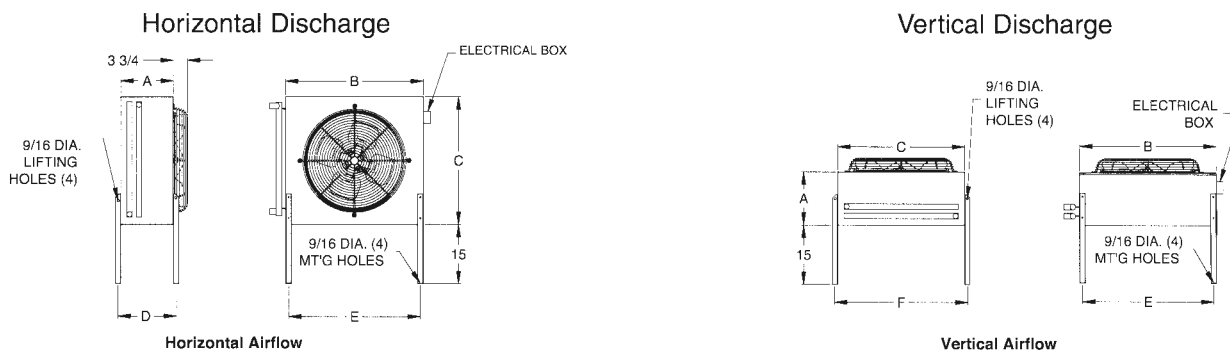 Horizontal Discharge
3 3/4
A
B
ELECTRICAL BOX
9/16 DIA.
LIFTING
HOLES (4)
C
9/16 DIA. (4)
MT'G HOLES
15
D
E
Horizontal Airflow
Vertical Discharge
9/16 DIA.
LIFTING
HOLES (4)
ELECTRICAL
BOX
C
B
A
15
9/16 DIA. (4)
MT'G HOLES
F
E
Vertical Airflow